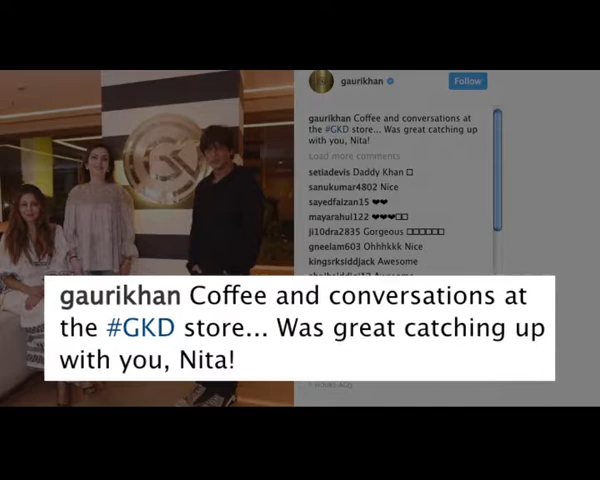 gaurikhan
Follow
gaurikhan Coffee and conversations at
the #GKD store... Was great catching up
with you, Nita!
Load more comments
setiadevis Daddy Khan
sanukumar4802 Nice
sayedfaizan15 ❤❤
mayarahul122 ❤❤❤
ji10dra2835 Gorgeous
gneelam603 Ohhhkkk Nice
kingsrksiddjack Awesome
gaurikhan Coffee and conversations at
the #GKD store... Was great catching up
with you, Nita!